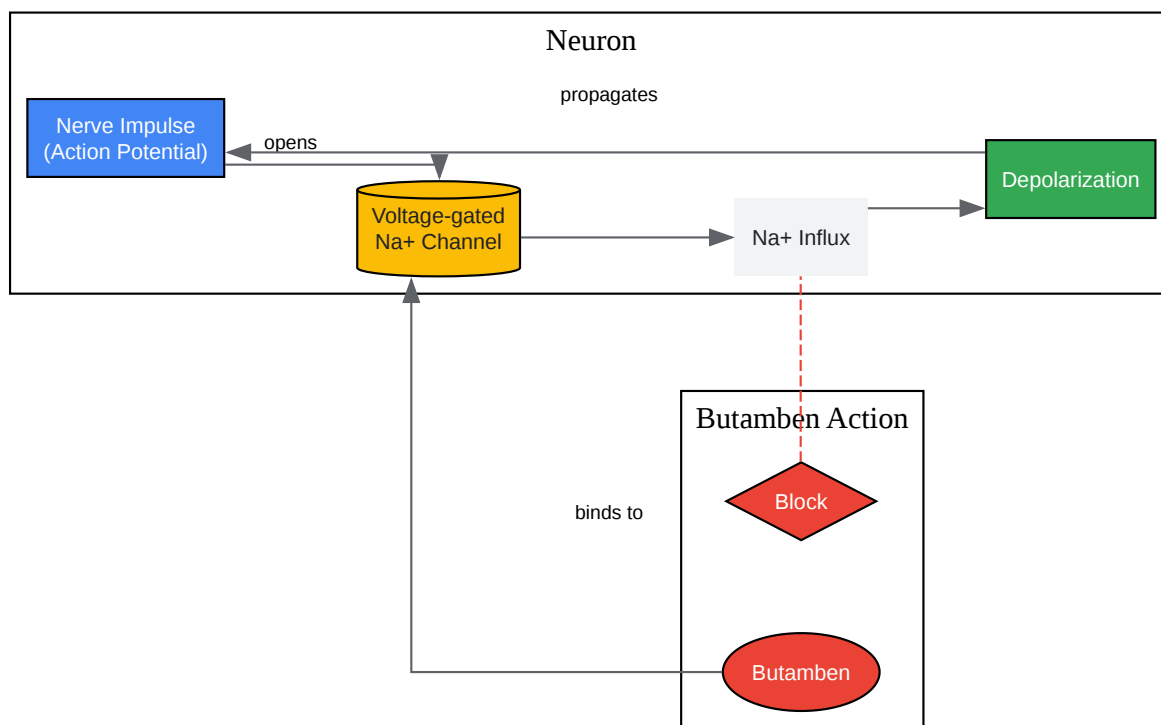 Neuron
propagates
Nerve Impulse
(Action Potential)
opens
Depolarization
Voltage-gated
Na+ Channel
Na+ Influx
Butamben Action
Block
binds to
Butamben